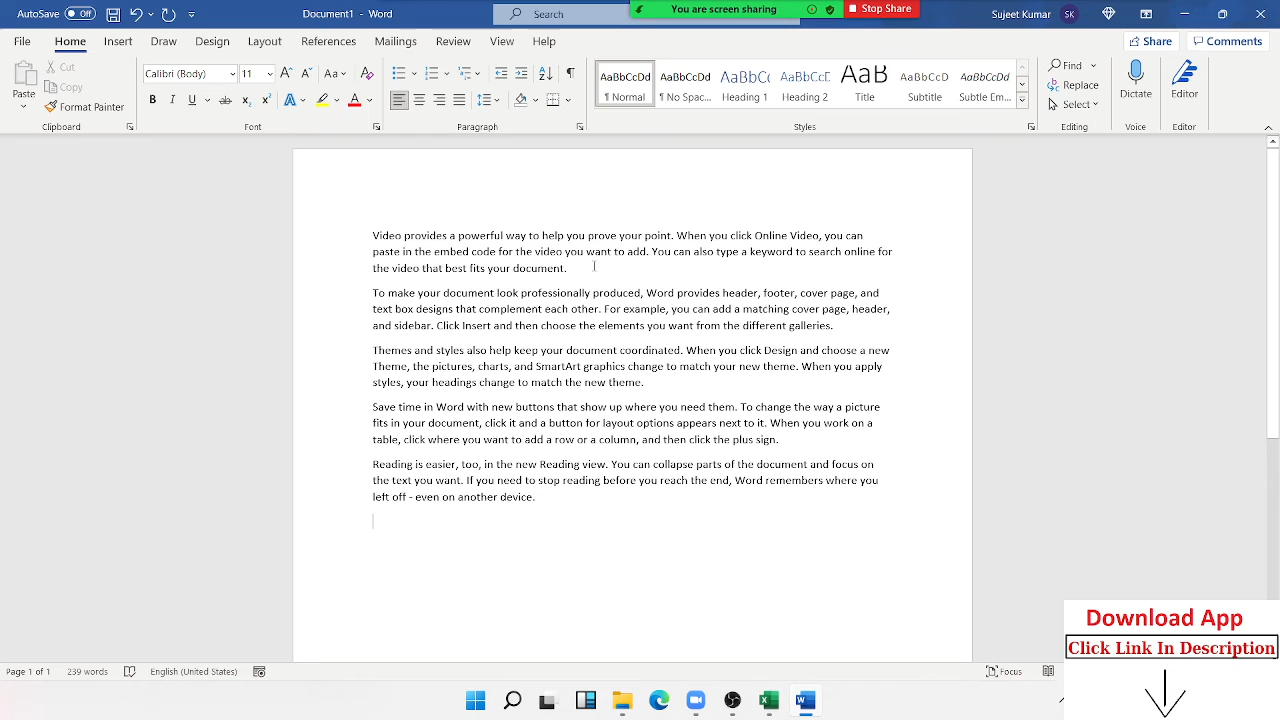 AutoSave Off Document1 - Word Search You are screen sharing Stop Share Sujeet Kumar SK
File Home Insert Draw Design Layout References Mailings Review View Help Share Comments
Paste Cut Copy Format Painter Calibri (Body) 11 AaBbCcDd ¶ Normal AaBbCcDd ¶ No Spac... AaBbCc Heading 1 AaBbCcD Heading 2 AaB Title AaBbCcD Subtitle AaBbCcDd Subtle Em... Find Replace Select Dictate Editor
Clipboard Font Paragraph Styles Editing Voice Editor
Video provides a powerful way to help you prove your point. When you click Online Video, you can
paste in the embed code for the video you want to add. You can also type a keyword to search online for
the video that best fits your document.
To make your document look professionally produced, Word provides header, footer, cover page, and
text box designs that complement each other. For example, you can add a matching cover page, header,
and sidebar. Click Insert and then choose the elements you want from the different galleries.
Themes and styles also help keep your document coordinated. When you click Design and choose a new
Theme, the pictures, charts, and SmartArt graphics change to match your new theme. When you apply
styles, your headings change to match the new theme.
Save time in Word with new buttons that show up where you need them. To change the way a picture
fits in your document, click it and a button for layout options appears next to it. When you work on a
table, click where you want to add a row or a column, and then click the plus sign.
Reading is easier, too, in the new Reading view. You can collapse parts of the document and focus on
the text you want. If you need to stop reading before you reach the end, Word remembers where you
left off - even on another device.
Download App
Click Link In Description
Page 1 of 1 239 words English (United States) Focus